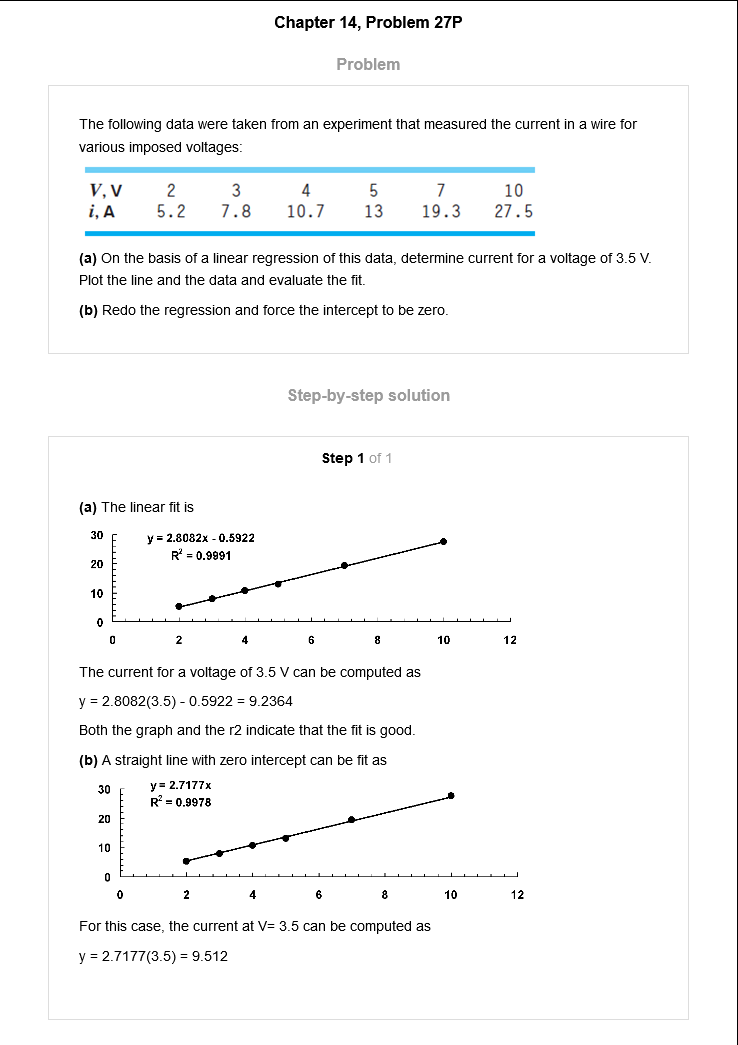 Chapter 14, Problem 27P
Problem
The following data were taken from an experiment that measured the current in a wire for
various imposed voltages:
V, V 2 3 4 5 7 10
i, A 5.2 7.8 10.7 13 19.3 27.5
(a) On the basis of a linear regression of this data, determine current for a voltage of 3.5 V.
Plot the line and the data and evaluate the fit.
(b) Redo the regression and force the intercept to be zero.
Step-by-step solution
Step 1 of 1
(a) The linear fit is
30
y = 2.8082x - 0.5922
R² = 0.9991
20
10
0
0 2 4 6 8 10 12
The current for a voltage of 3.5 V can be computed as
y = 2.8082(3.5) - 0.5922 = 9.2364
Both the graph and the r2 indicate that the fit is good.
(b) A straight line with zero intercept can be fit as
30
y = 2.7177x
R² = 0.9978
20
10
0
0 2 4 6 8 10 12
For this case, the current at V= 3.5 can be computed as
y = 2.7177(3.5) = 9.512